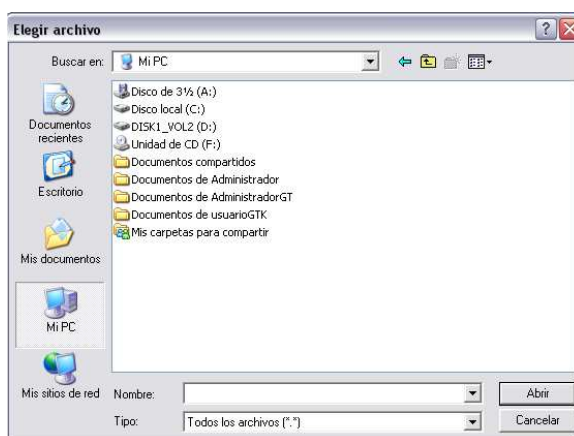 Elegir archivo
Buscar en: Mi PC
Disco de 3½ (A:)
Disco local (C:)
DISK1_VOL2 (D:)
Unidad de CD (F:)
Documentos compartidos
Documentos de Administrador
Documentos de AdministradorGT
Documentos de usuarioGTK
Mis carpetas para compartir
Documentos
recientes
Escritorio
Mis documentos
Mi PC
Mis sitios de red
Nombre:
Abrir
Tipo: Todos los archivos (*.*)
Cancelar